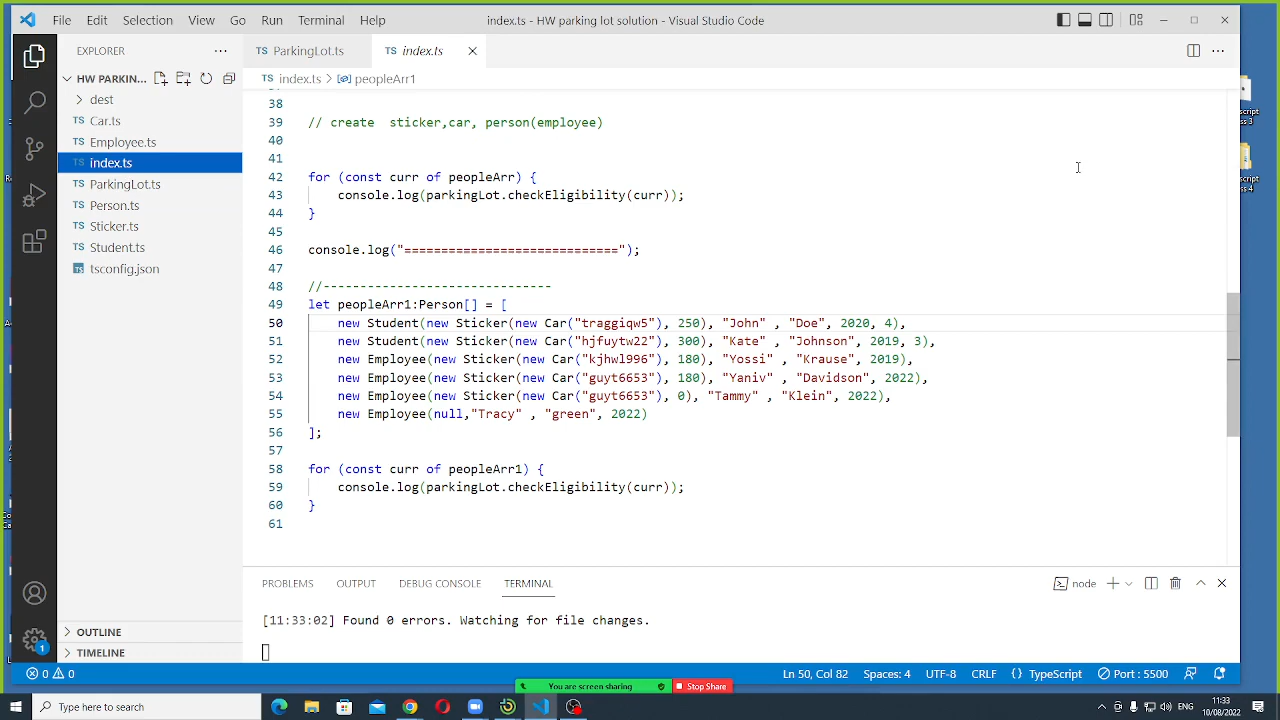 File Edit Selection View Go Run Terminal Help index.ts - HW parking lot solution - Visual Studio Code
EXPLORER ··· TS ParkingLot.ts TS index.ts
HW PARKIN... TS index.ts > peopleArr1
dest
TS Car.ts
TS Employee.ts
TS index.ts
TS ParkingLot.ts
TS Person.ts
TS Sticker.ts
TS Student.ts
tsconfig.json
38
39 // create  sticker,car, person(employee)
40
41
42 for (const curr of peopleArr) {
43 console.log(parkingLot.checkEligibility(curr));
44 }
45
46 console.log("=============================");
47
48 //-------------------------------
49 let peopleArr1:Person[] = [
50 new Student(new Sticker(new Car("traggiqw5"), 250), "John" , "Doe", 2020, 4),
51 new Student(new Sticker(new Car("hjfuytw22"), 300), "Kate" , "Johnson", 2019, 3),
52 new Employee(new Sticker(new Car("kjhwl996"), 180), "Yossi" , "Krause", 2019),
53 new Employee(new Sticker(new Car("guyt6653"), 180), "Yaniv" , "Davidson", 2022),
54 new Employee(new Sticker(new Car("guyt6653"), 0), "Tammy" , "Klein", 2022),
55 new Employee(null,"Tracy" , "green", 2022)
56 ];
57
58 for (const curr of peopleArr1) {
59 console.log(parkingLot.checkEligibility(curr));
60 }
61
PROBLEMS OUTPUT DEBUG CONSOLE TERMINAL node
[11:33:02] Found 0 errors. Watching for file changes.
OUTLINE
TIMELINE
1
0 0 Ln 50, Col 82 Spaces: 4 UTF-8 CRLF {} TypeScript Port : 5500
You are screen sharing Stop Share
Type here to search ENG 11:33
10/08/2022